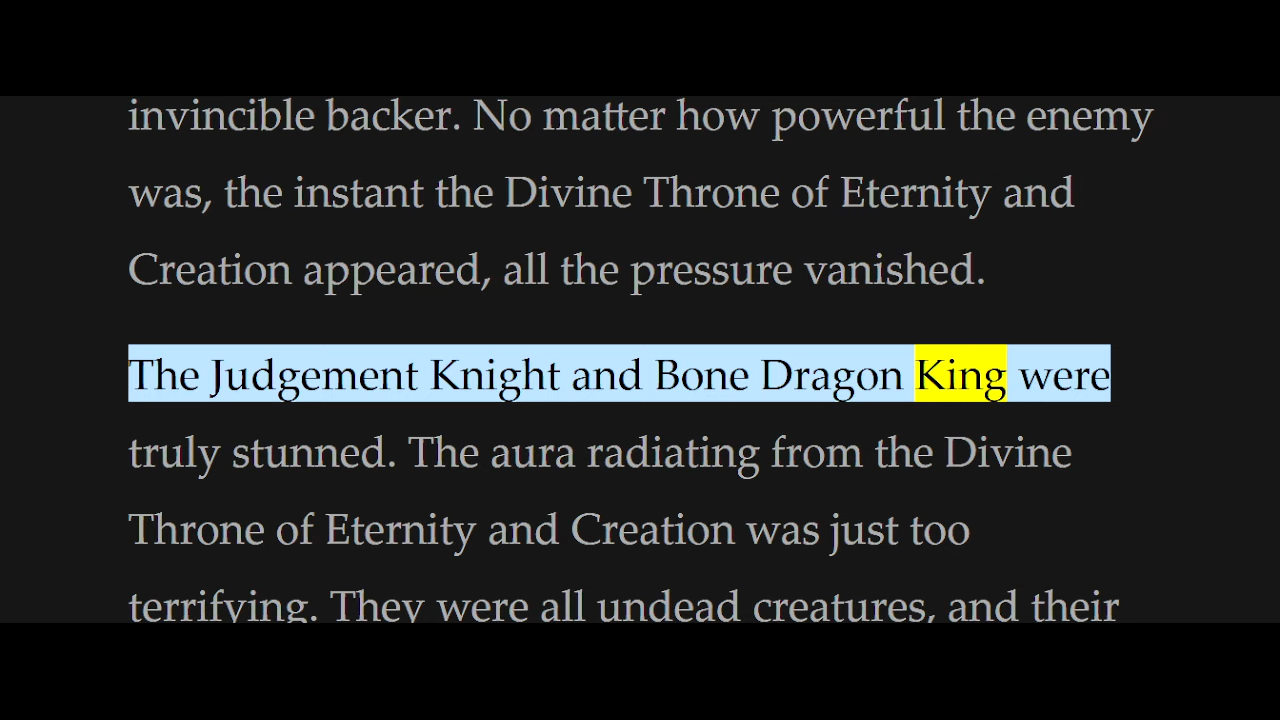 invincible backer. No matter how powerful the enemy
was, the instant the Divine Throne of Eternity and
Creation appeared, all the pressure vanished.
The Judgement Knight and Bone Dragon King were
truly stunned. The aura radiating from the Divine
Throne of Eternity and Creation was just too
terrifying. They were all undead creatures, and their